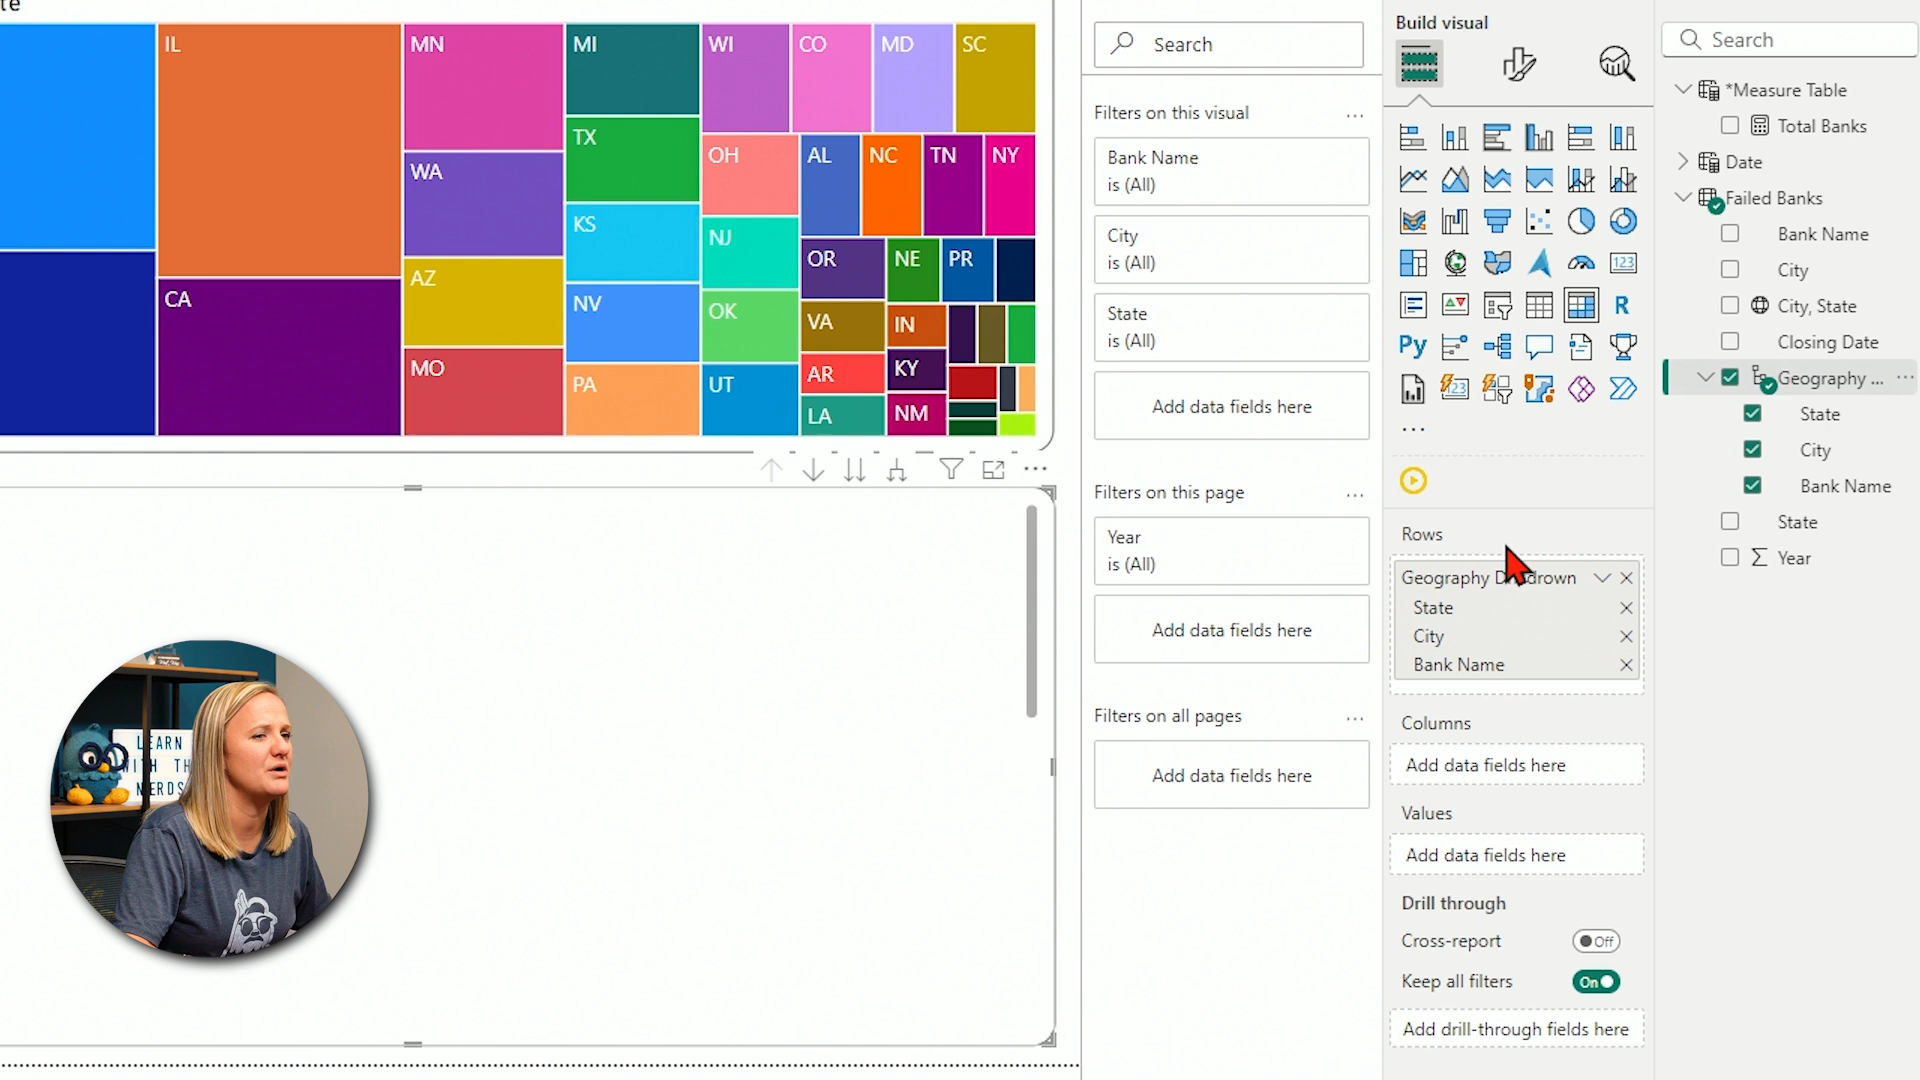 te
IL
CA
MN
WA
AZ
MO
MI
TX
KS
NV
PA
WI
CO
MD
SC
OH
NJ
OK
UT
AL
NC
TN
NY
OR
NE
PR
VA
IN
AR
KY
LA
NM
LEARN
WITH TH
NERDS
Search
Filters on this visual
Bank Name
is (All)
City
is (All)
State
is (All)
Add data fields here
Filters on this page
Year
is (All)
Add data fields here
Filters on all pages
Add data fields here
Build visual
123
R
Py
123
Rows
Geography
State
City
Bank Name
Columns
Add data fields here
Values
Add data fields here
Drill through
Cross-report
Off
Keep all filters
On
Add drill-through fields here
Search
*Measure Table
Total Banks
Date
Failed Banks
Bank Name
City
City, State
Closing Date
Geography ...
State
City
Bank Name
State
Year